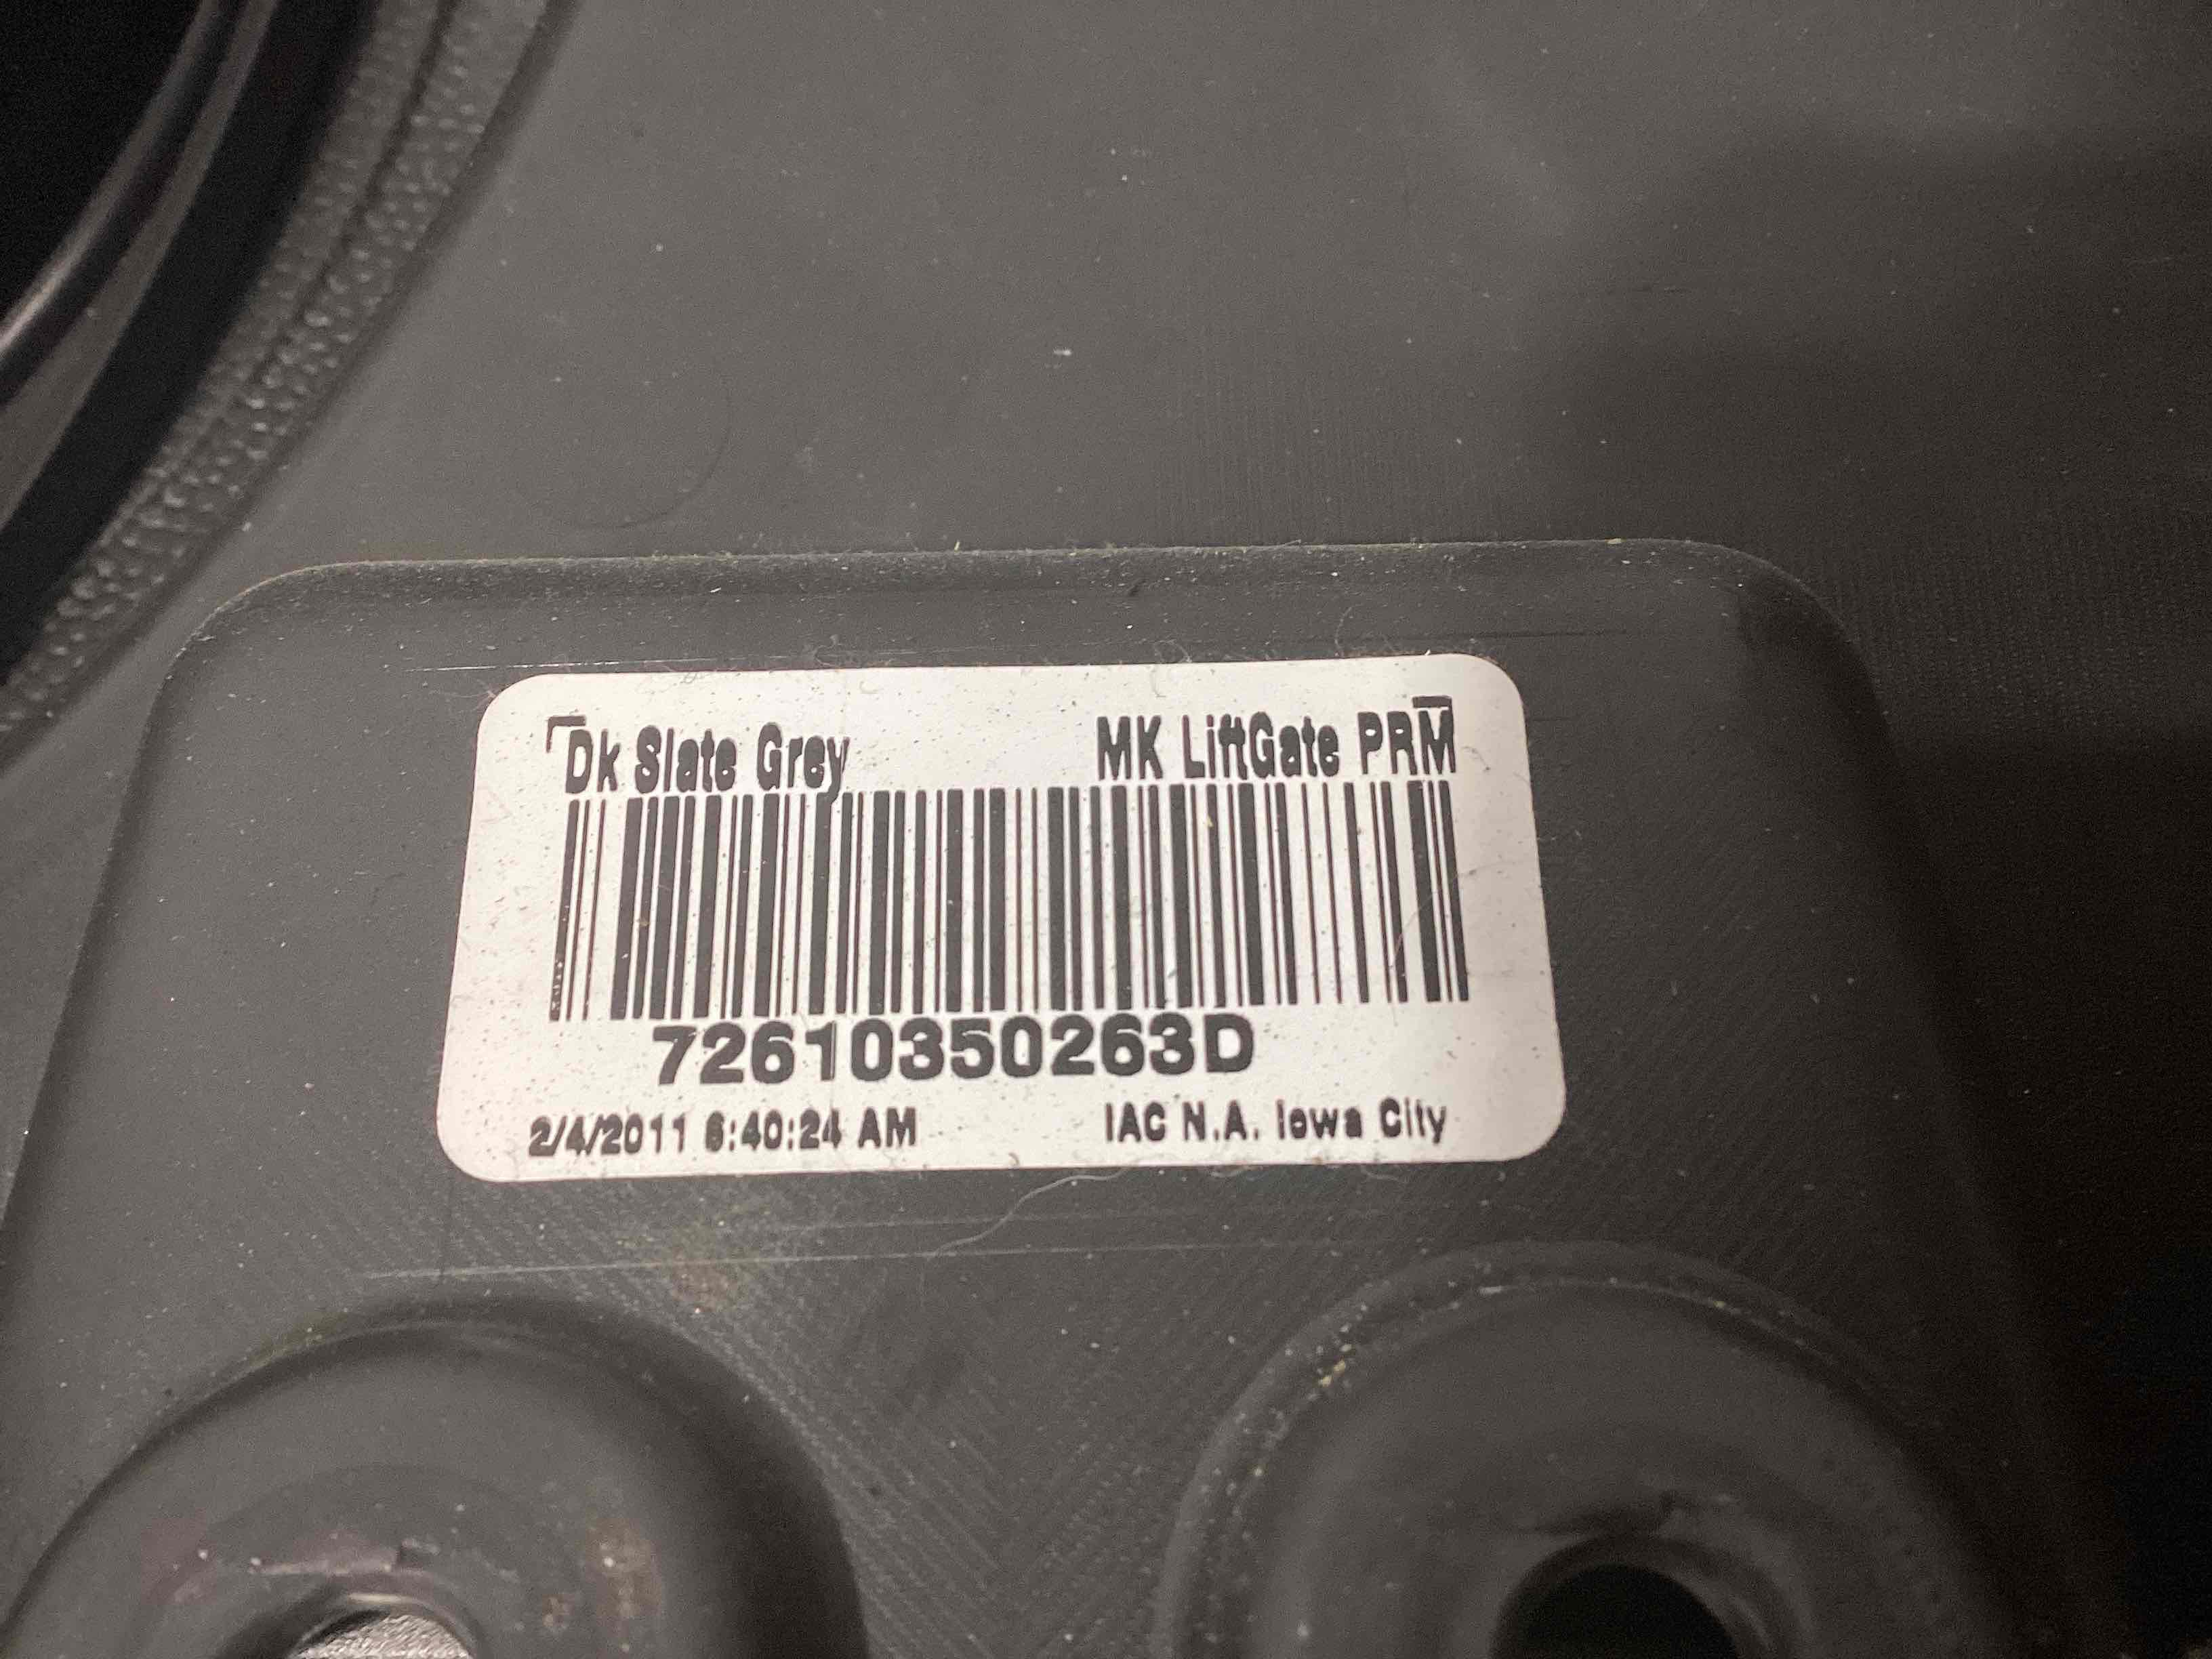 Dk Slate Grey MK LiftGate PRM
72610350263D
2/4/2011 6:40:24 AM IAC N.A. Iowa City